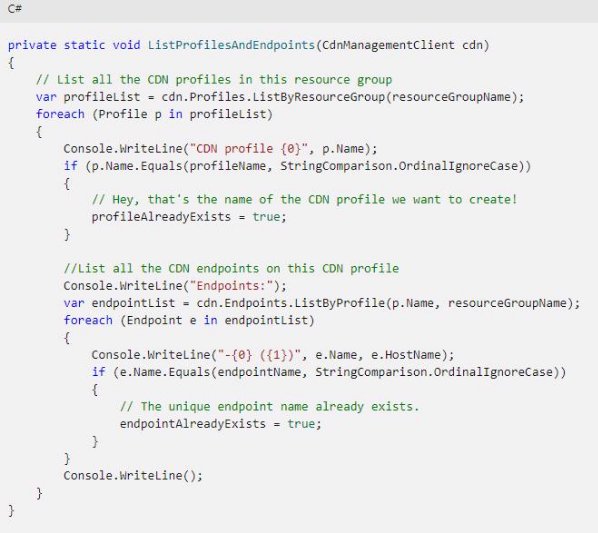 C#
private static void ListProfilesAndEndpoints(CdnManagementClient cdn)
{
    // List all the CDN profiles in this resource group
    var profileList = cdn.Profiles.ListByResourceGroup(resourceGroupName);
    foreach (Profile p in profileList)
    {
        Console.WriteLine("CDN profile {0}", p.Name);
        if (p.Name.Equals(profileName, StringComparison.OrdinalIgnoreCase))
        {
            // Hey, that's the name of the CDN profile we want to create!
            profileAlreadyExists = true;
        }

        //List all the CDN endpoints on this CDN profile
        Console.WriteLine("Endpoints:");
        var endpointList = cdn.Endpoints.ListByProfile(p.Name, resourceGroupName);
        foreach (Endpoint e in endpointList)
        {
            Console.WriteLine("-{0} ({1})", e.Name, e.HostName);
            if (e.Name.Equals(endpointName, StringComparison.OrdinalIgnoreCase))
            {
                // The unique endpoint name already exists.
                endpointAlreadyExists = true;
            }
        }
        Console.WriteLine();
    }
}